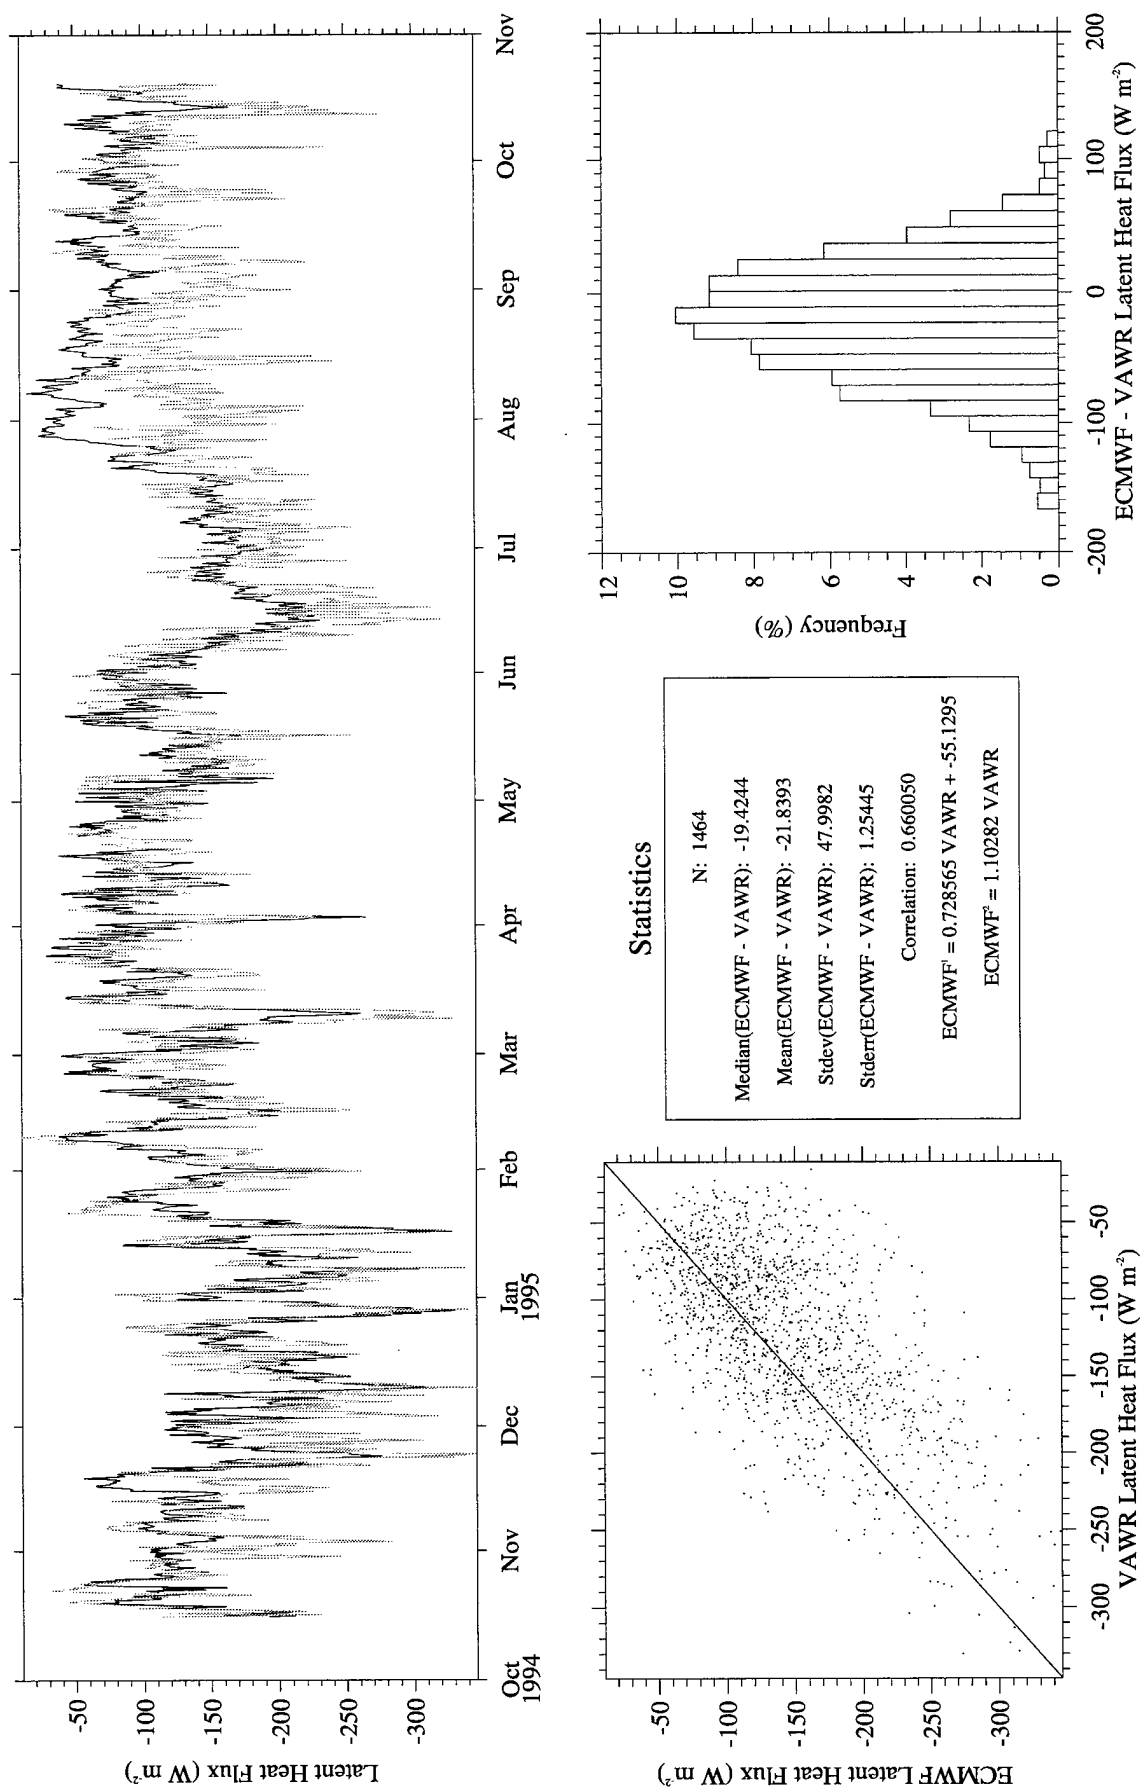 Latent Heat Flux (W m⁻²)
-50
-100
-150
-200
-250
-300
Oct Nov Dec Jan Feb Mar Apr May Jun Jul Aug Sep Oct Nov
1994 1995
ECMWF Latent Heat Flux (W m⁻²)
-50
-100
-150
-200
-250
-300
-300 -250 -200 -150 -100 -50
VAWR Latent Heat Flux (W m⁻²)
Statistics
N: 1464
Median(ECMWF - VAWR): -19.4244
Mean(ECMWF - VAWR): -21.8393
Stdev(ECMWF - VAWR): 47.9982
Stderr(ECMWF - VAWR): 1.25445
Correlation: 0.660050
ECMWF¹ = 0.728565 VAWR + -55.1295
ECMWF² = 1.10282 VAWR
Frequency (%)
12
10
8
6
4
2
0
-200 -100 0 100 200
ECMWF - VAWR Latent Heat Flux (W m⁻²)